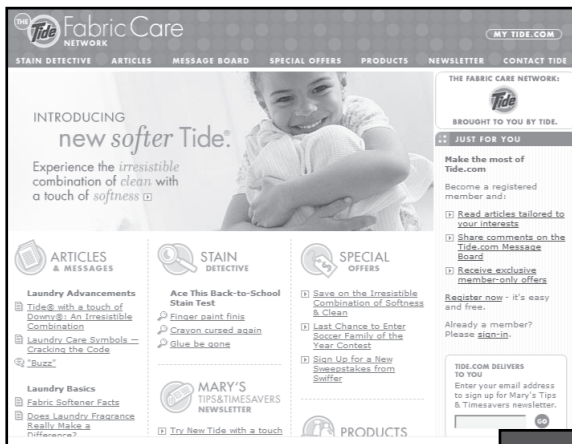 THE Tide Fabric Care
NETWORK
MY TIDE.COM
STAIN DETECTIVE ARTICLES MESSAGE BOARD SPECIAL OFFERS PRODUCTS NEWSLETTER CONTACT TIDE
INTRODUCING
new softer Tide®
Experience the irresistible
combination of clean with
a touch of softness
THE FABRIC CARE NETWORK:
Tide
BROUGHT TO YOU BY TIDE.
JUST FOR YOU
Make the most of
Tide.com
Become a registered
member and:
Read articles tailored to
your interests
Share comments on the
Tide.com Message
Board
Receive exclusive
member-only offers
Register now - it's easy
and free.
Already a member?
Please sign-in.
TIDE.COM DELIVERS
TO YOU
Enter your email address
to sign up for Mary's Tips
& Timesavers newsletter.
GO
ARTICLES
& MESSAGES
Laundry Advancements
Tide® with a touch of
Downy®: An Irresistible
Combination
Laundry Care Symbols —
Cracking the Code
"Buzz"
Laundry Basics
Fabric Softener Facts
Does Laundry Fragrance
Really Make a
Difference?
STAIN
DETECTIVE
Ace This Back-to-School
Stain Test
Finger paint finis
Crayon cursed again
Glue be gone
MARY'S
TIPS&TIMESAVERS
NEWSLETTER
Try New Tide with a touch
SPECIAL
OFFERS
Save on the Irresistible
Combination of Softness
& Clean
Last Chance to Enter
Soccer Family of the
Year Contest
Sign Up for a New
Sweepstakes from
Swiffer
PRODUCTS